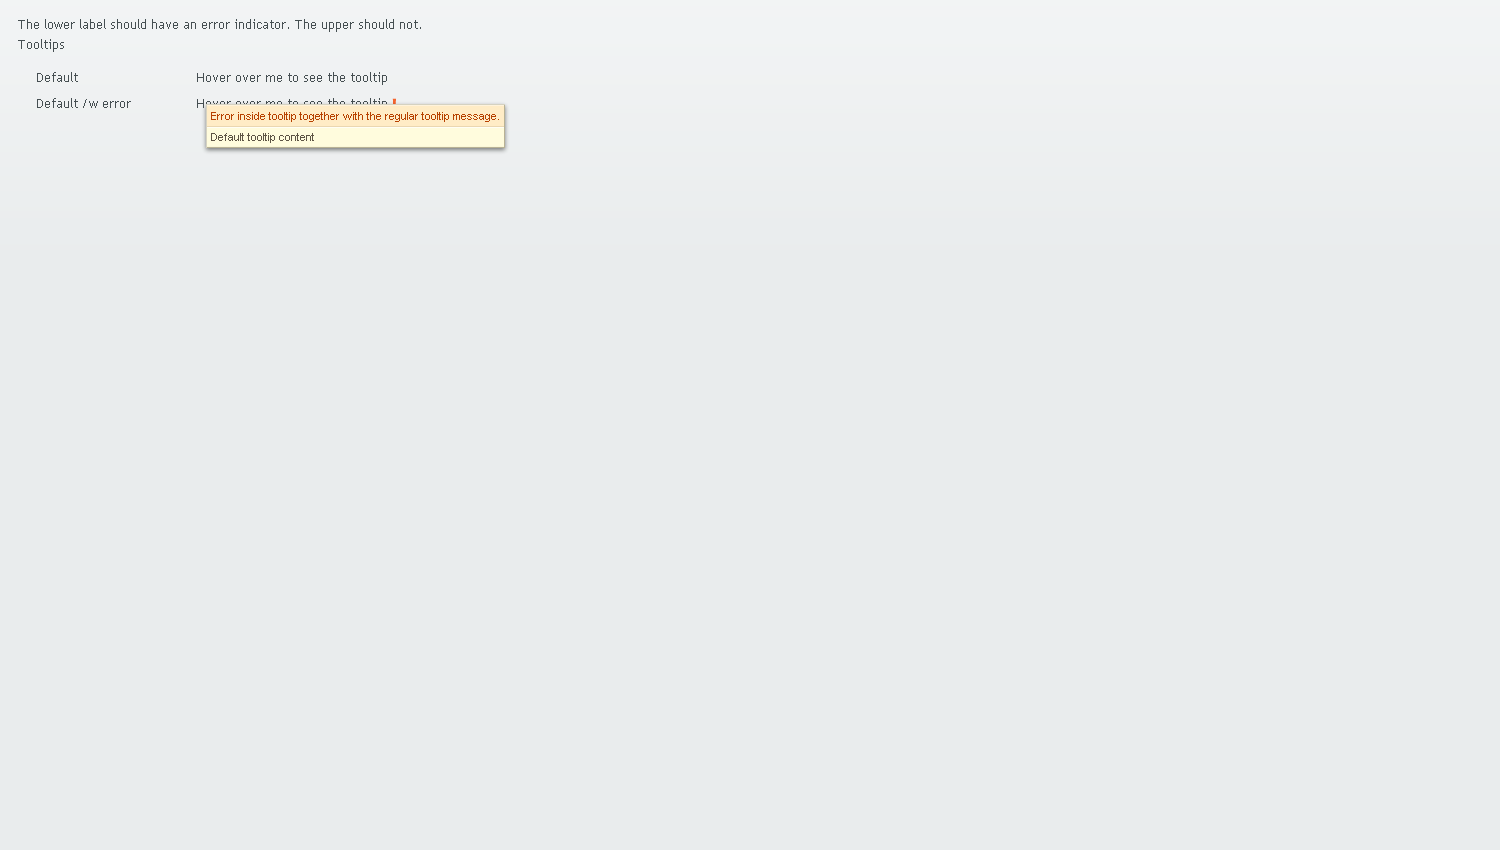 The lower label should have an error indicator. The upper should not.
Tooltips
Default Hover over me to see the tooltip
Default /w error Hover over me to see the tooltip
Error inside tooltip together with the regular tooltip message.
Default tooltip content